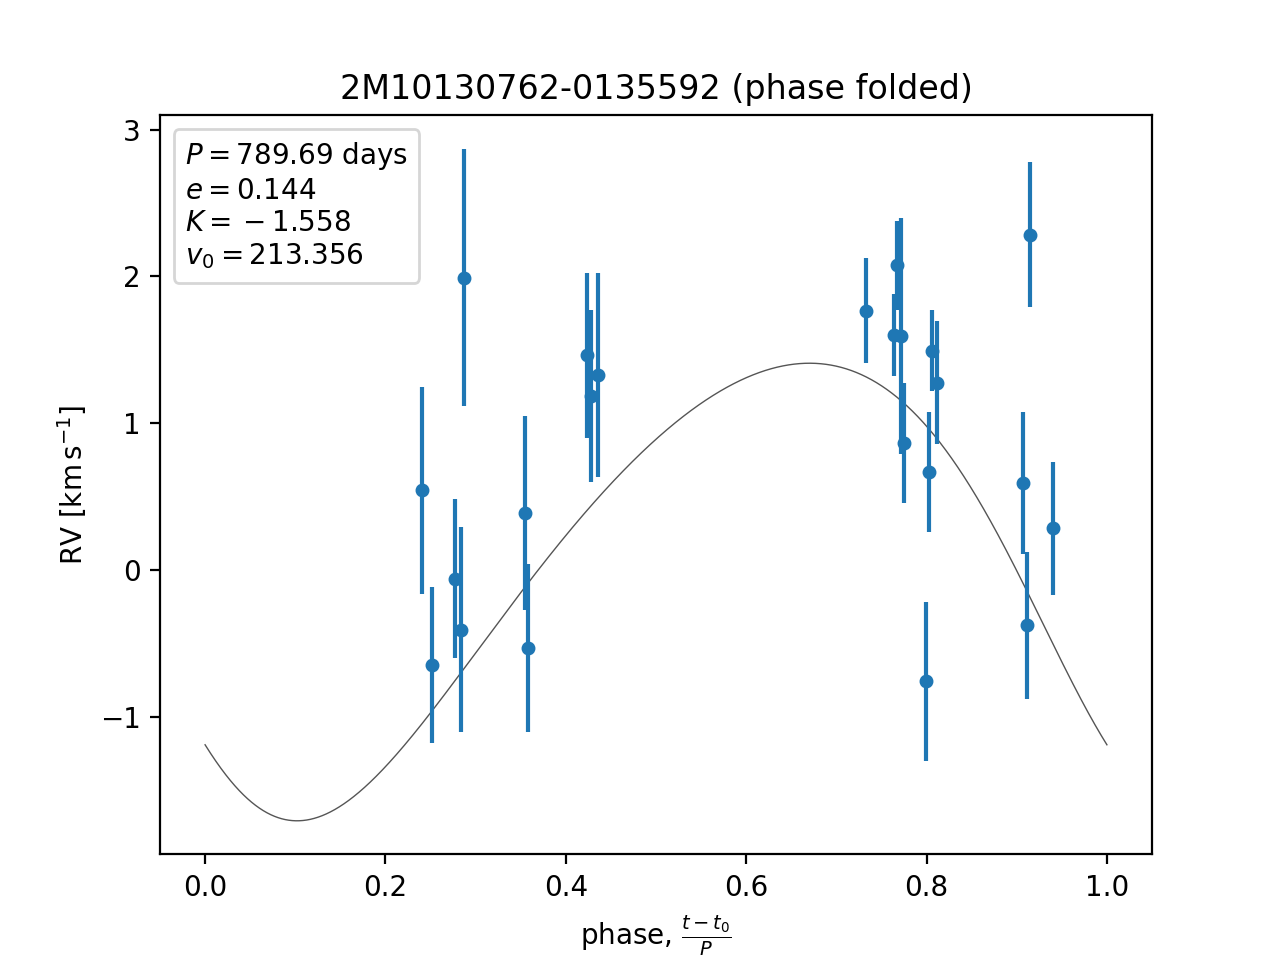 2M10130762-0135592 (phase folded)
P = 789.69 days
e = 0.144
K = −1.558
v₀ = 213.356
3
2
1
0
−1
RV [km s⁻¹]
0.0 0.2 0.4 0.6 0.8 1.0
phase, (t − t₀)/P